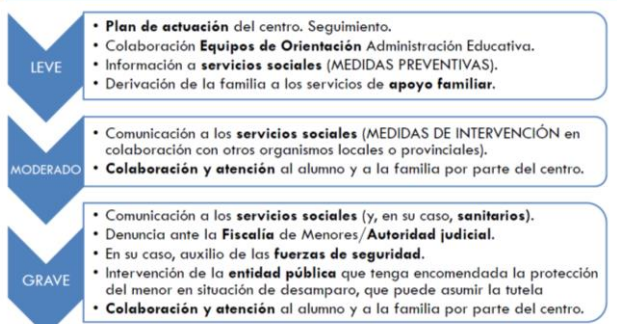 LEVE
• Plan de actuación del centro. Seguimiento.
• Colaboración Equipos de Orientación Administración Educativa.
• Información a servicios sociales (MEDIDAS PREVENTIVAS).
• Derivación de la familia a los servicios de apoyo familiar.
MODERADO
• Comunicación a los servicios sociales (MEDIDAS DE INTERVENCIÓN en
colaboración con otros organismos locales o provinciales).
• Colaboración y atención al alumno y a la familia por parte del centro.
GRAVE
• Comunicación a los servicios sociales (y, en su caso, sanitarios).
• Denuncia ante la Fiscalía de Menores/Autoridad judicial.
• En su caso, auxilio de las fuerzas de seguridad.
• Intervención de la entidad pública que tenga encomendada la protección
del menor en situación de desamparo, que puede asumir la tutela
• Colaboración y atención al alumno y a la familia por parte del centro.